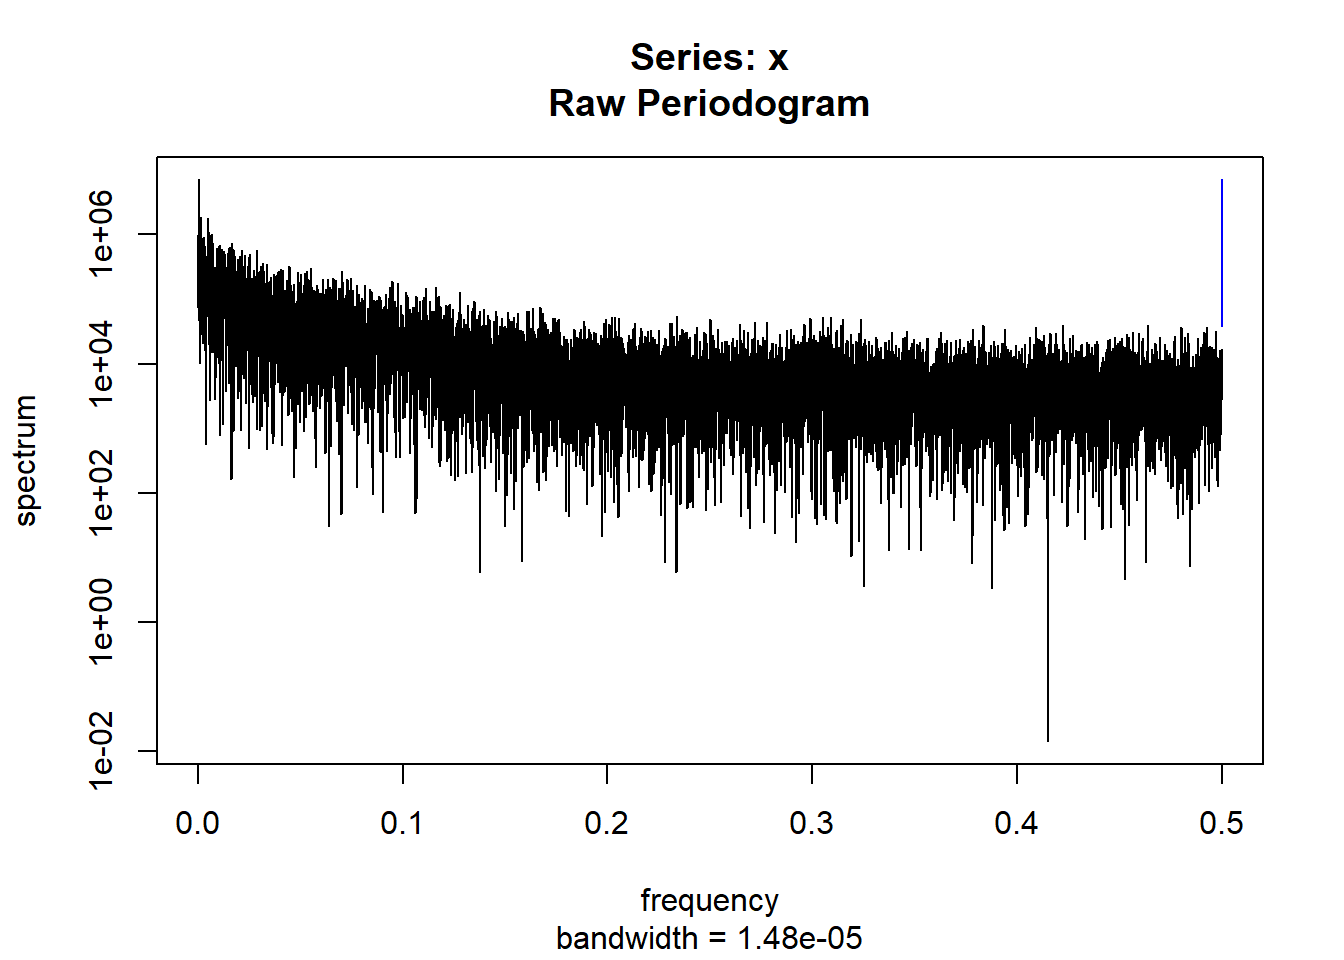 Series: x
Raw Periodogram
spectrum
1e+06
1e+04
1e+02
1e+00
1e-02
0.0 0.1 0.2 0.3 0.4 0.5
frequency
bandwidth = 1.48e-05